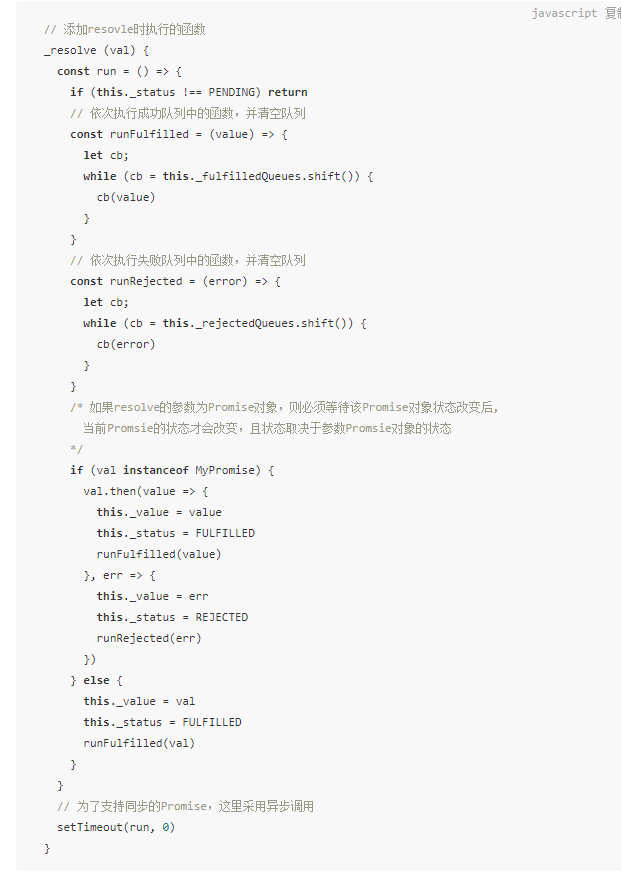 javascript 复制
// 添加resovle时执行的函数
_resolve (val) {
const run = () => {
if (this._status !== PENDING) return
// 依次执行成功队列中的函数，并清空队列
const runFulfilled = (value) => {
let cb;
while (cb = this._fulfilledQueues.shift()) {
cb(value)
}
}
// 依次执行失败队列中的函数，并清空队列
const runRejected = (error) => {
let cb;
while (cb = this._rejectedQueues.shift()) {
cb(error)
}
}
/* 如果resolve的参数为Promise对象，则必须等待该Promise对象状态改变后,
当前Promsie的状态才会改变，且状态取决于参数Promsie对象的状态
*/
if (val instanceof MyPromise) {
val.then(value => {
this._value = value
this._status = FULFILLED
runFulfilled(value)
}, err => {
this._value = err
this._status = REJECTED
runRejected(err)
})
} else {
this._value = val
this._status = FULFILLED
runFulfilled(val)
}
}
// 为了支持同步的Promise，这里采用异步调用
setTimeout(run, 0)
}